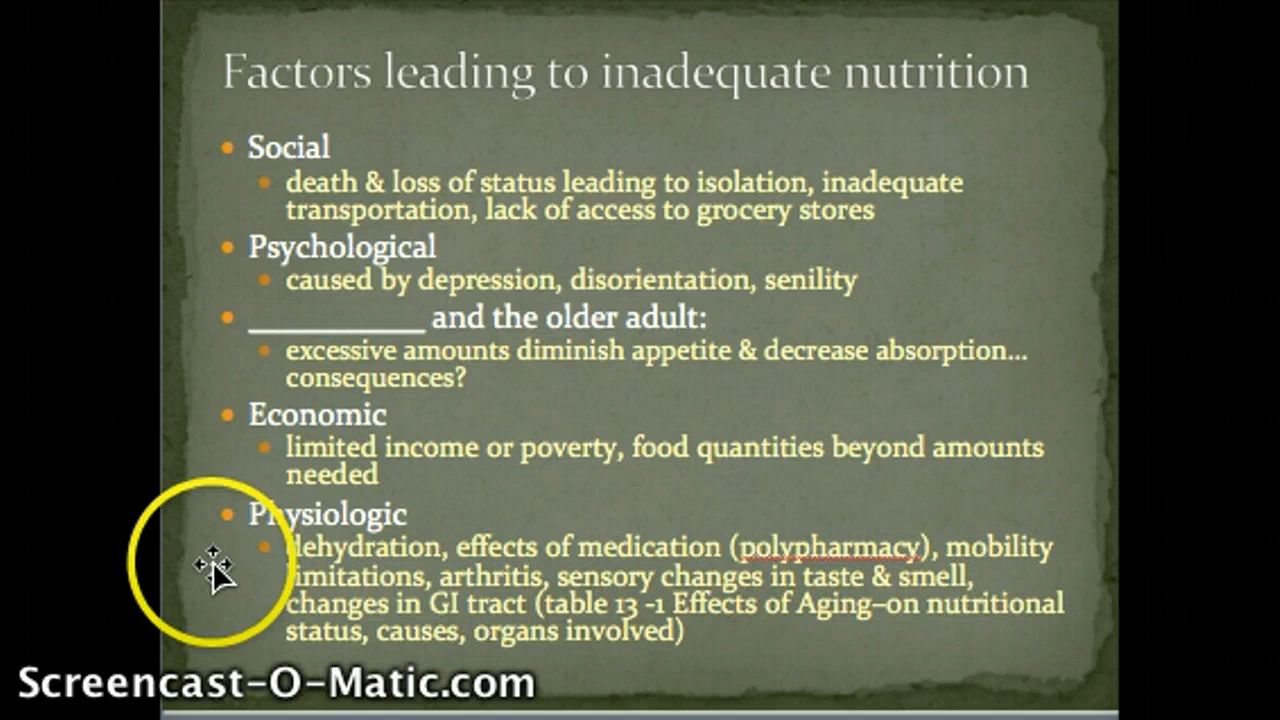 Factors leading to inadequate nutrition
• Social
• death & loss of status leading to isolation, inadequate
transportation, lack of access to grocery stores
• Psychological
• caused by depression, disorientation, senility
• ___________ and the older adult:
• excessive amounts diminish appetite & decrease absorption...
consequences?
• Economic
• limited income or poverty, food quantities beyond amounts
needed
• Physiologic
• dehydration, effects of medication (polypharmacy), mobility
limitations, arthritis, sensory changes in taste & smell,
changes in GI tract (table 13 -1 Effects of Aging–on nutritional
status, causes, organs involved)
Screencast-O-Matic.com